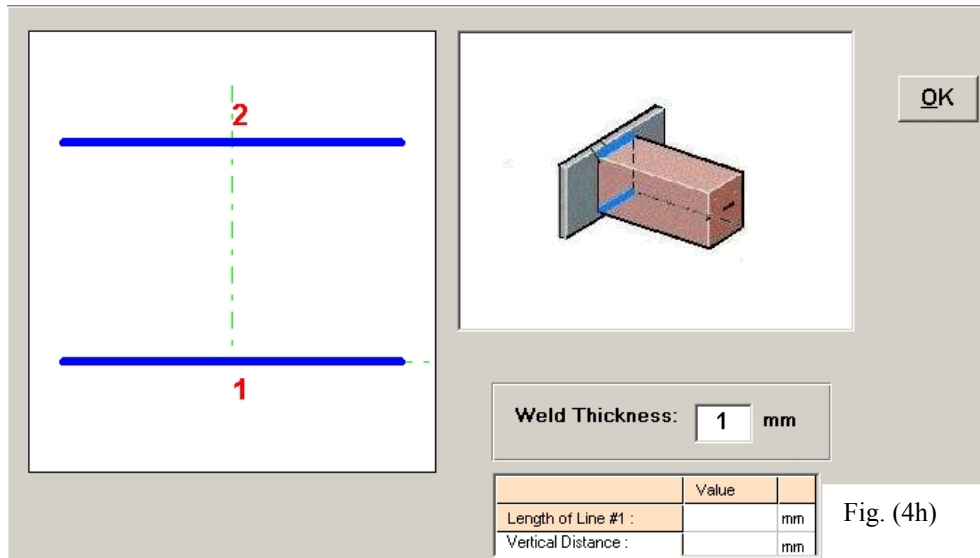 2
1
OK
Weld Thickness: 1 mm
Value
Length of Line #1 : mm
Vertical Distance : mm
Fig. (4h)